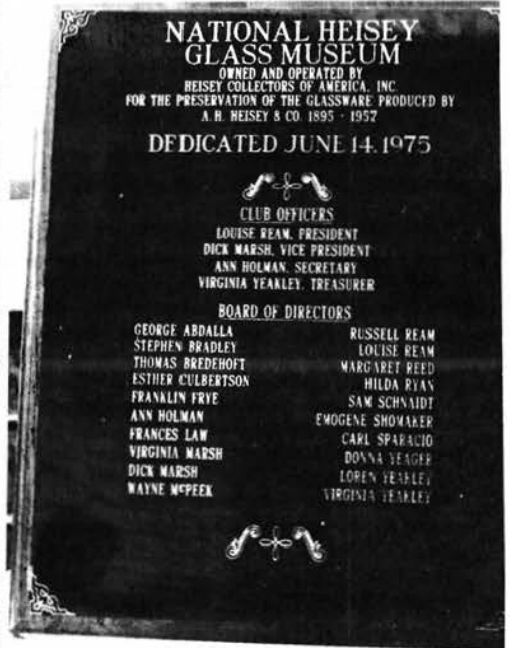 NATIONAL HEISEY
GLASS MUSEUM
OWNED AND OPERATED BY
HEISEY COLLECTORS OF AMERICA, INC.
FOR THE PRESERVATION OF THE GLASSWARE PRODUCED BY
A.H. HEISEY & CO. 1895 - 1957
DEDICATED JUNE 14, 1975
CLUB OFFICERS
LOUISE REAM, PRESIDENT
DICK MARSH, VICE PRESIDENT
ANN HOLMAN, SECRETARY
VIRGINIA YEAKLEY, TREASURER
BOARD OF DIRECTORS
GEORGE ABDALLA RUSSELL REAM
STEPHEN BRADLEY LOUISE REAM
THOMAS BREDEHOFT MARGARET REED
ESTHER CULBERTSON HILDA RYAN
FRANKLIN FRYE SAM SCHNAIDT
ANN HOLMAN EMOGENE SHOWAKER
FRANCES LAW CARL SPARACIO
VIRGINIA MARSH DONNA YEAGER
DICK MARSH LOREN YEAKLEY
WAYNE McPEEK VIRGINIA YEAKLEY